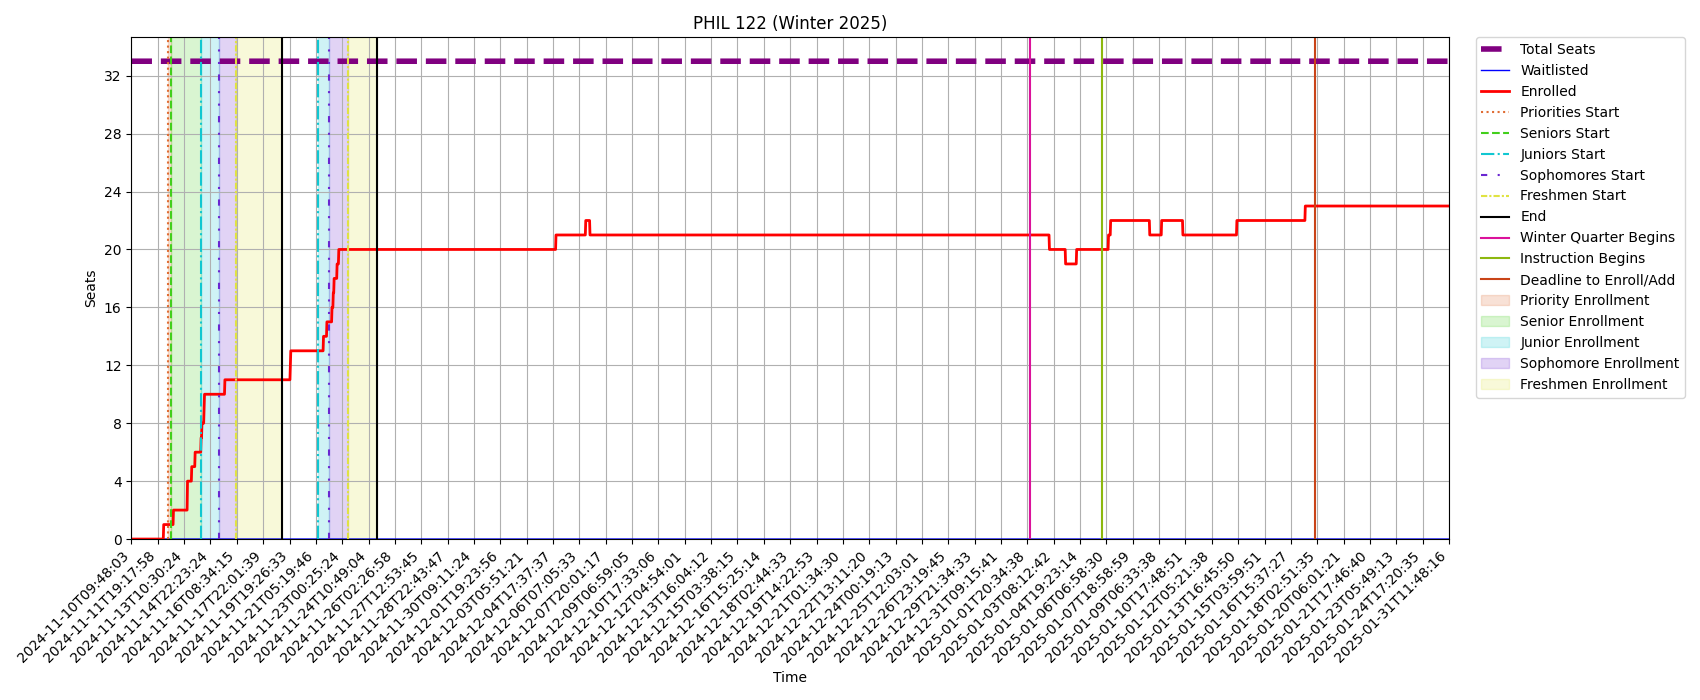 PHIL 122 (Winter 2025)
Total Seats
Waitlisted
Enrolled
Priorities Start
Seniors Start
Juniors Start
Sophomores Start
Freshmen Start
End
Winter Quarter Begins
Instruction Begins
Deadline to Enroll/Add
Priority Enrollment
Senior Enrollment
Junior Enrollment
Sophomore Enrollment
Freshmen Enrollment
Seats
32
28
24
20
16
12
8
4
0
2024-11-10T09:48:03
2024-11-11T19:17:58
2024-11-13T10:30:24
2024-11-14T22:23:24
2024-11-16T08:34:15
2024-11-17T22:01:39
2024-11-19T19:26:33
2024-11-21T05:19:46
2024-11-23T00:25:24
2024-11-24T10:49:04
2024-11-26T02:26:58
2024-11-27T12:53:45
2024-11-28T22:43:47
2024-11-30T09:11:24
2024-12-01T19:23:56
2024-12-03T05:51:21
2024-12-04T17:37:37
2024-12-06T07:05:33
2024-12-07T20:01:17
2024-12-09T06:59:05
2024-12-10T17:33:06
2024-12-12T04:54:01
2024-12-13T16:04:12
2024-12-15T03:38:15
2024-12-16T15:25:14
2024-12-18T02:44:33
2024-12-19T14:22:53
2024-12-21T01:34:30
2024-12-22T13:11:20
2024-12-24T00:19:13
2024-12-25T12:03:01
2024-12-26T23:19:45
2024-12-29T21:34:33
2024-12-31T09:15:41
2025-01-01T20:34:38
2025-01-03T08:12:42
2025-01-04T19:23:14
2025-01-06T06:58:30
2025-01-07T18:58:59
2025-01-09T06:33:38
2025-01-10T17:48:51
2025-01-12T05:21:38
2025-01-13T16:45:50
2025-01-15T03:59:51
2025-01-16T15:37:27
2025-01-18T02:51:35
2025-01-20T06:01:21
2025-01-21T17:46:40
2025-01-23T05:49:13
2025-01-24T17:20:35
2025-01-31T11:48:16
Time